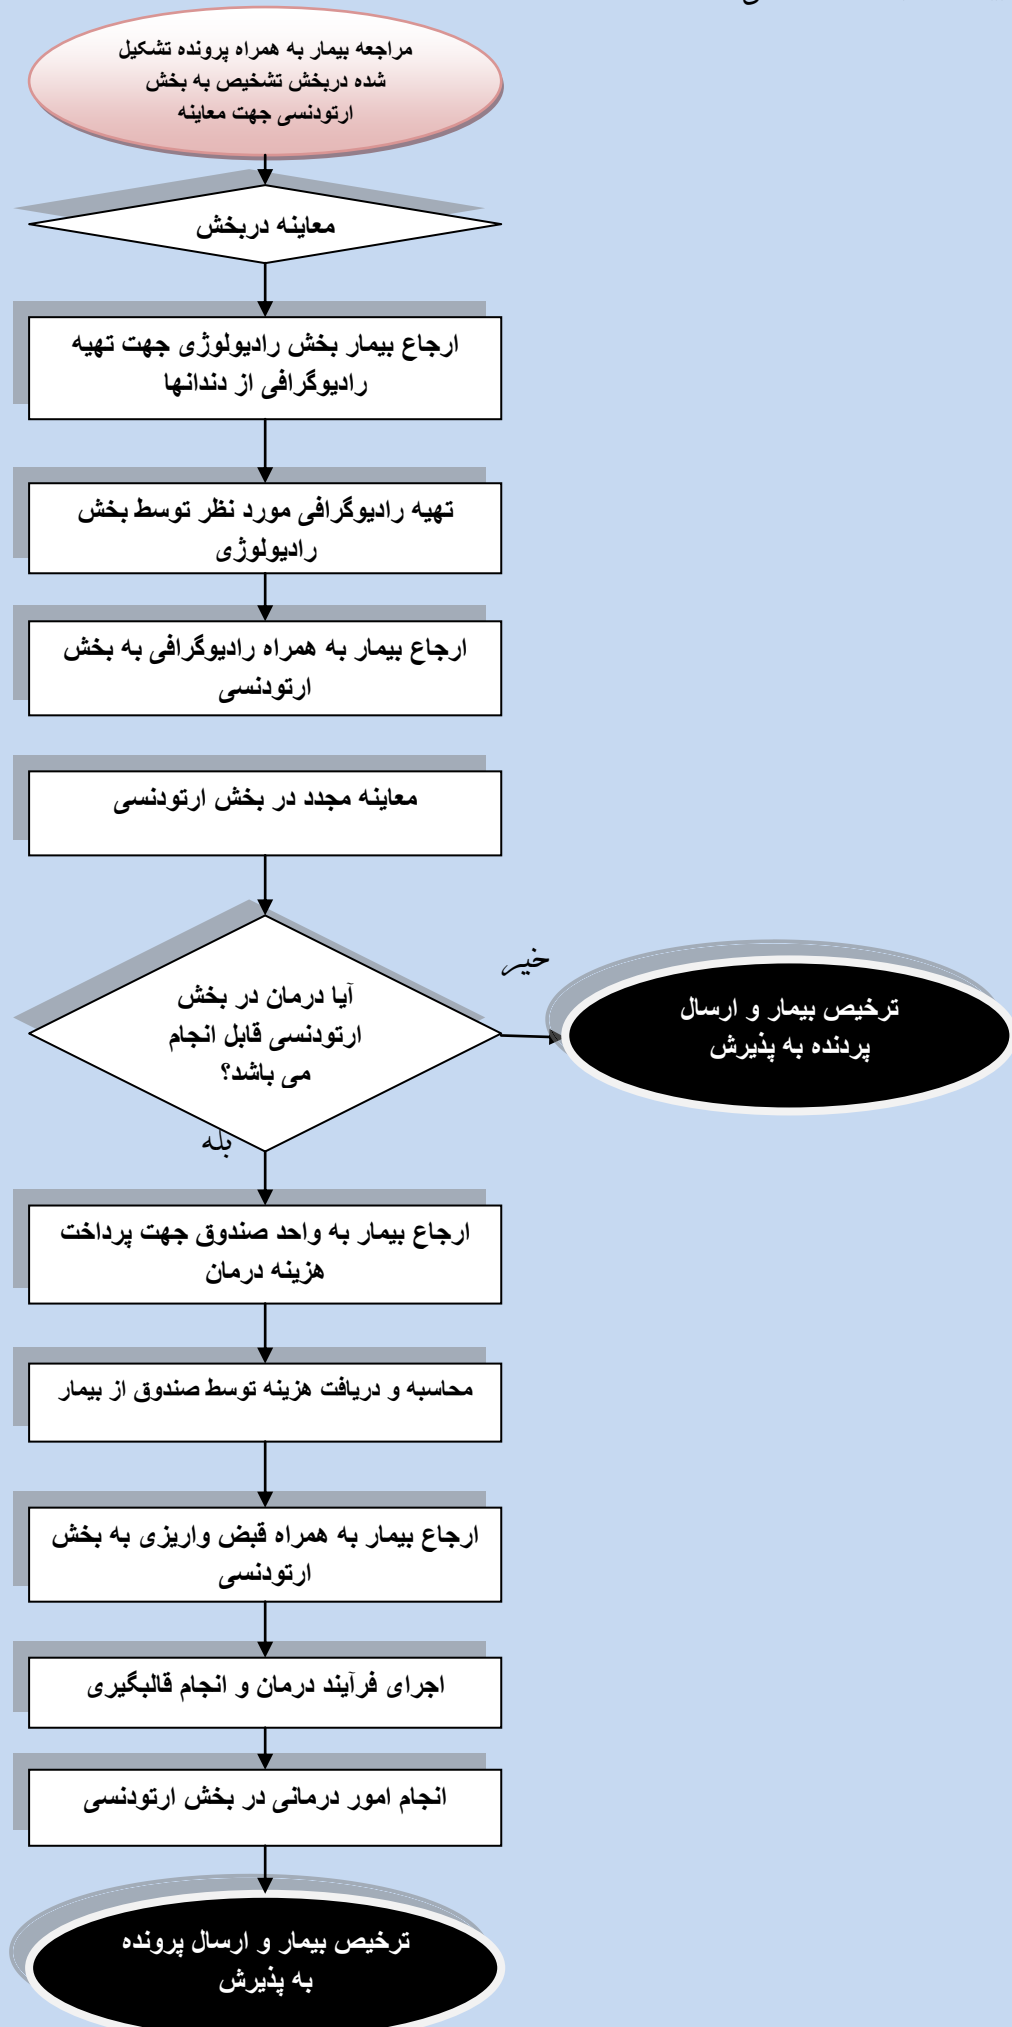 مراجعه بیمار به همراه پرونده تشکیل
شده دربخش تشخیص به بخش
ارتودنسی جهت معاینه
معاینه دربخش
ارجاع بیمار بخش رادیولوژی جهت تهیه
رادیوگرافی از دندانها
تهیه رادیوگرافی مورد نظر توسط بخش
رادیولوژی
ارجاع بیمار به همراه رادیوگرافی به بخش
ارتودنسی
معاینه مجدد در بخش ارتودنسی
آیا درمان در بخش
ارتودنسی قابل انجام
می باشد؟
خیر
ترخیص بیمار و ارسال
پردنده به پذیرش
بله
ارجاع بیمار به واحد صندوق جهت پرداخت
هزینه درمان
محاسبه و دریافت هزینه توسط صندوق از بیمار
ارجاع بیمار به همراه قبض واریزی به بخش
ارتودنسی
اجرای فرآیند درمان و انجام قالبگیری
انجام امور درمانی در بخش ارتودنسی
ترخیص بیمار و ارسال پرونده
به پذیرش